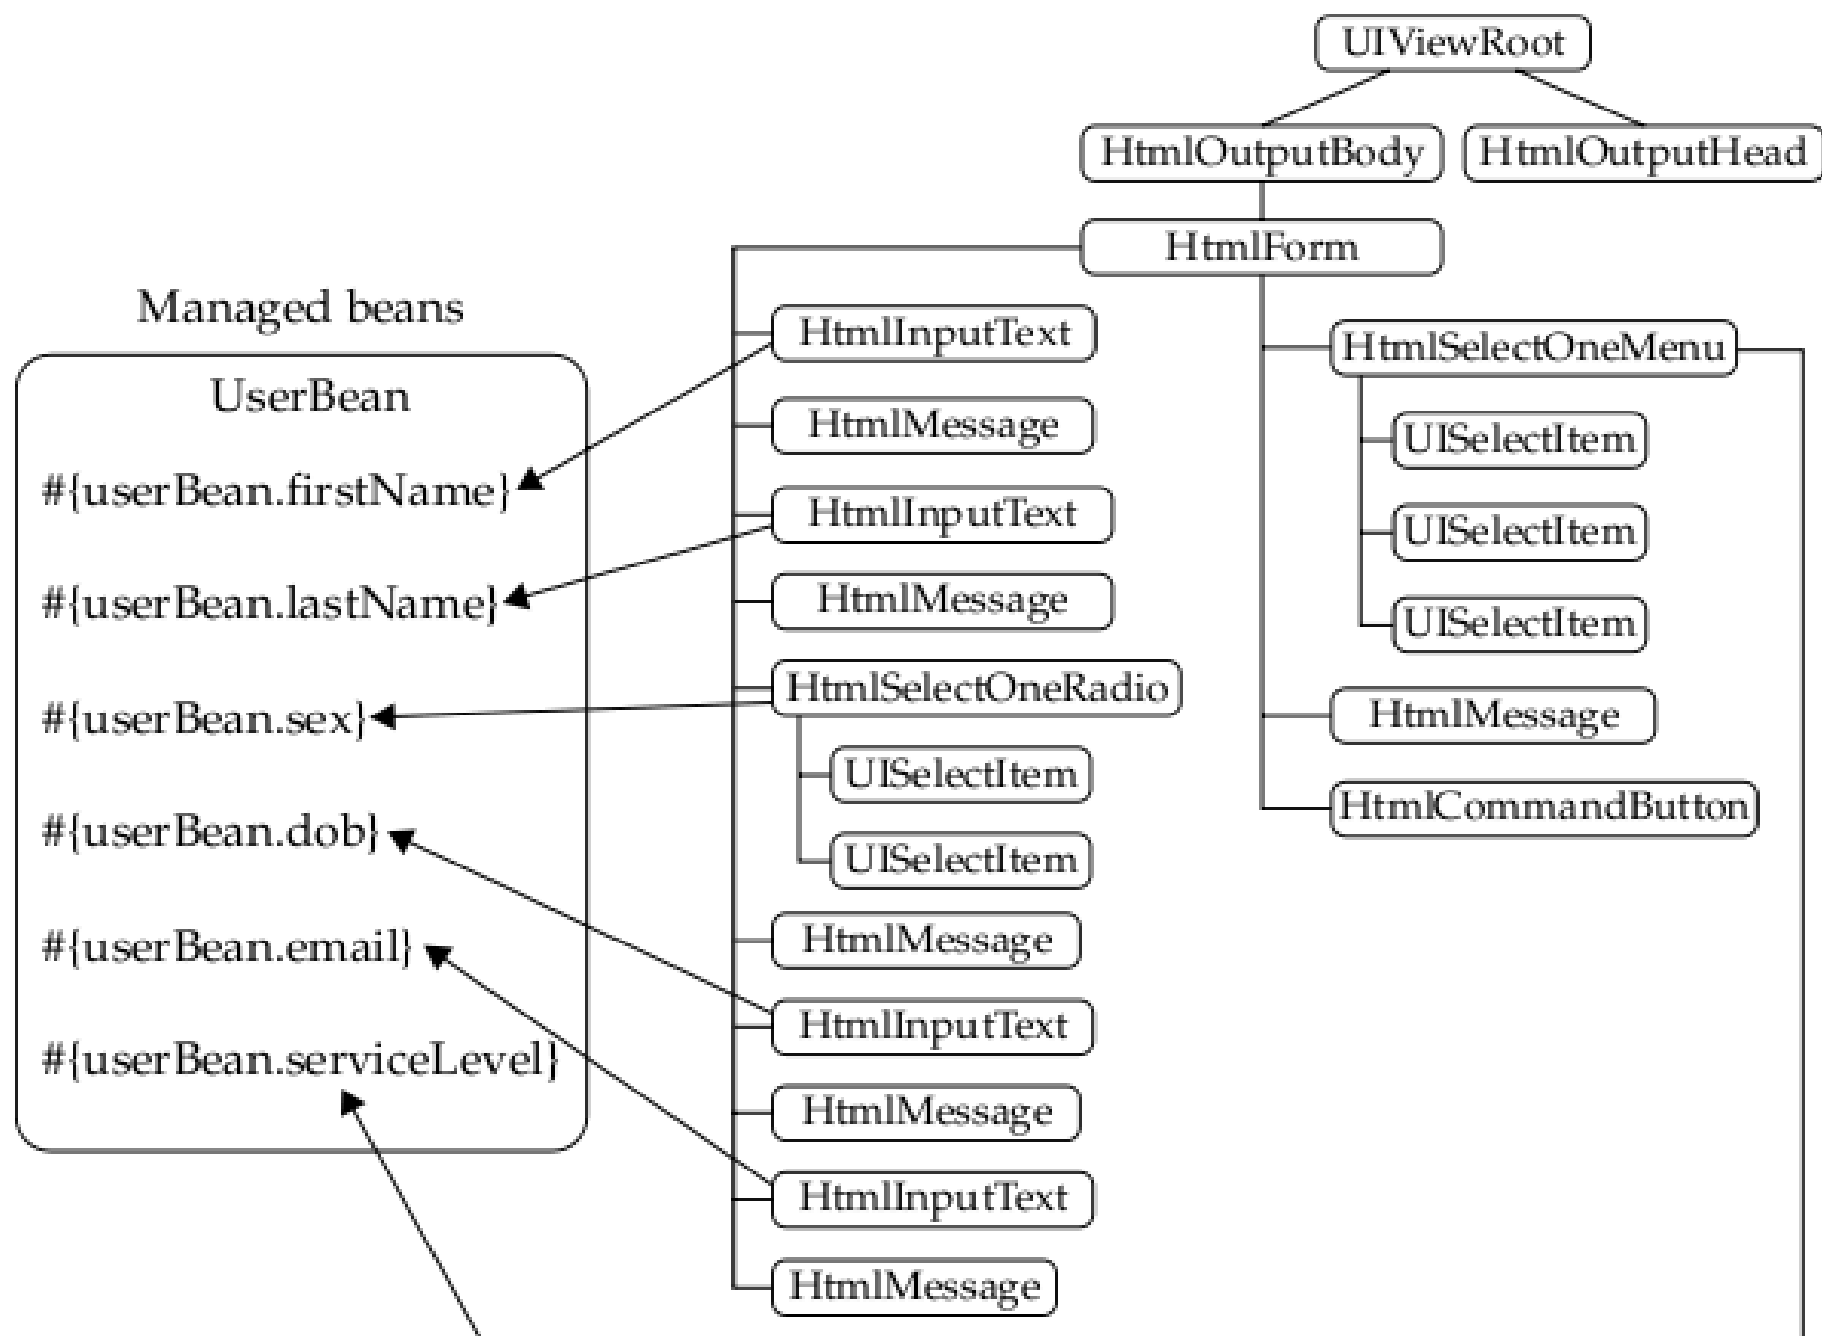 UIViewRoot
HtmlOutputBody
HtmlOutputHead
HtmlForm
Managed beans
UserBean
#{userBean.firstName}
#{userBean.lastName}
#{userBean.sex}
#{userBean.dob}
#{userBean.email}
#{userBean.serviceLevel}
HtmlInputText
HtmlMessage
HtmlInputText
HtmlMessage
HtmlSelectOneRadio
UISelectItem
UISelectItem
HtmlMessage
HtmlInputText
HtmlMessage
HtmlInputText
HtmlMessage
HtmlSelectOneMenu
UISelectItem
UISelectItem
UISelectItem
HtmlMessage
HtmlCommandButton